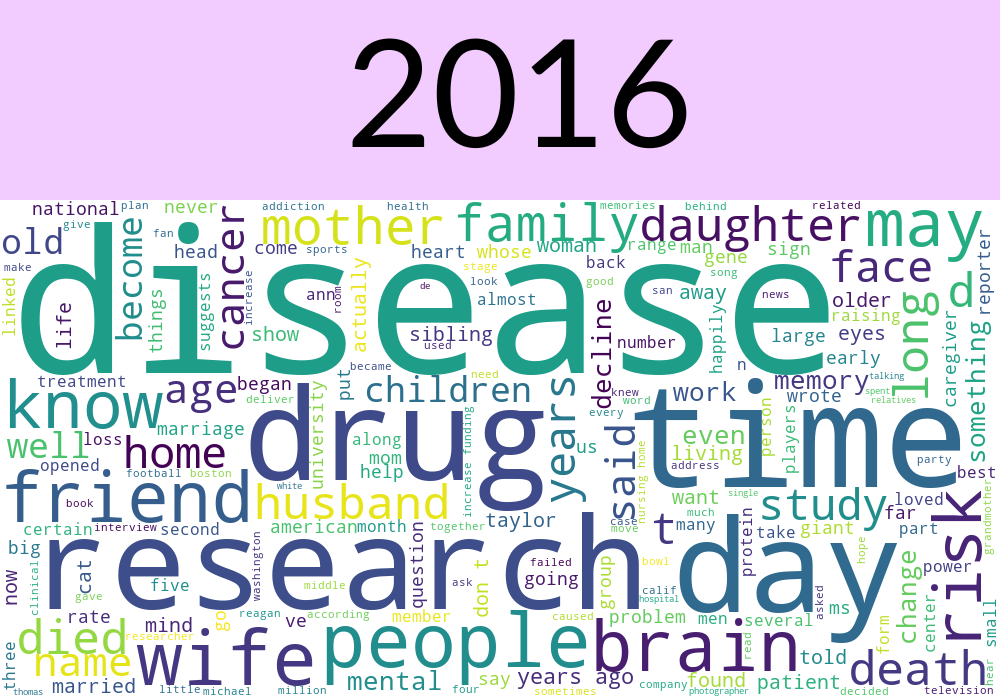 2016
national plan never addiction health mother family memories behind daughter related may
linked give fan head come sports heart whose woman range man gene sign face
old disease
make life become things suggests cancer increase show ann room actually stage look de almost sibling used back good san away song news number happily large older raising eyes early long d reporter
know treatment age began put became children need decline knew word n work memory wrote talking spent relatives caregiver something
marriage deliver university drug years time
well loss home along mom help us said every even living person players
opened football boston address party best
friend book white husband increase funding nursing home want single study loved
certain interview second american month together taylor case move t many much protein take giant far part risk grandmother
big research day
now clinical cat gave five washington middle question ask failed going group bowl calif hospital hope power
rate reagan according member don t caused problem men several asked ms form change center small
died researcher mind go ve people brain read told
three name wife mental say years ago company found patient death hear
thomas married little michael million four sometimes photographer decided television